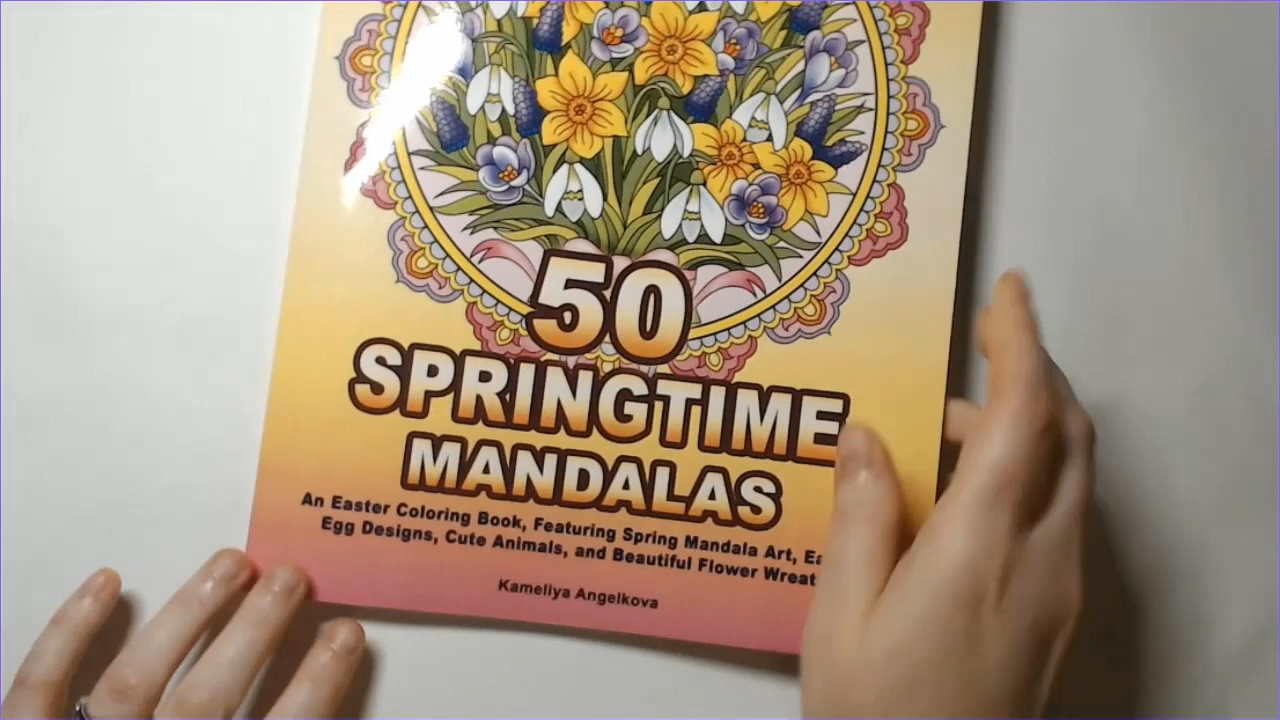 50
SPRINGTIME
MANDALAS
An Easter Coloring Book, Featuring Spring Mandala Art,
Egg Designs, Cute Animals, and Beautiful Flower
Kameliya Angelkova